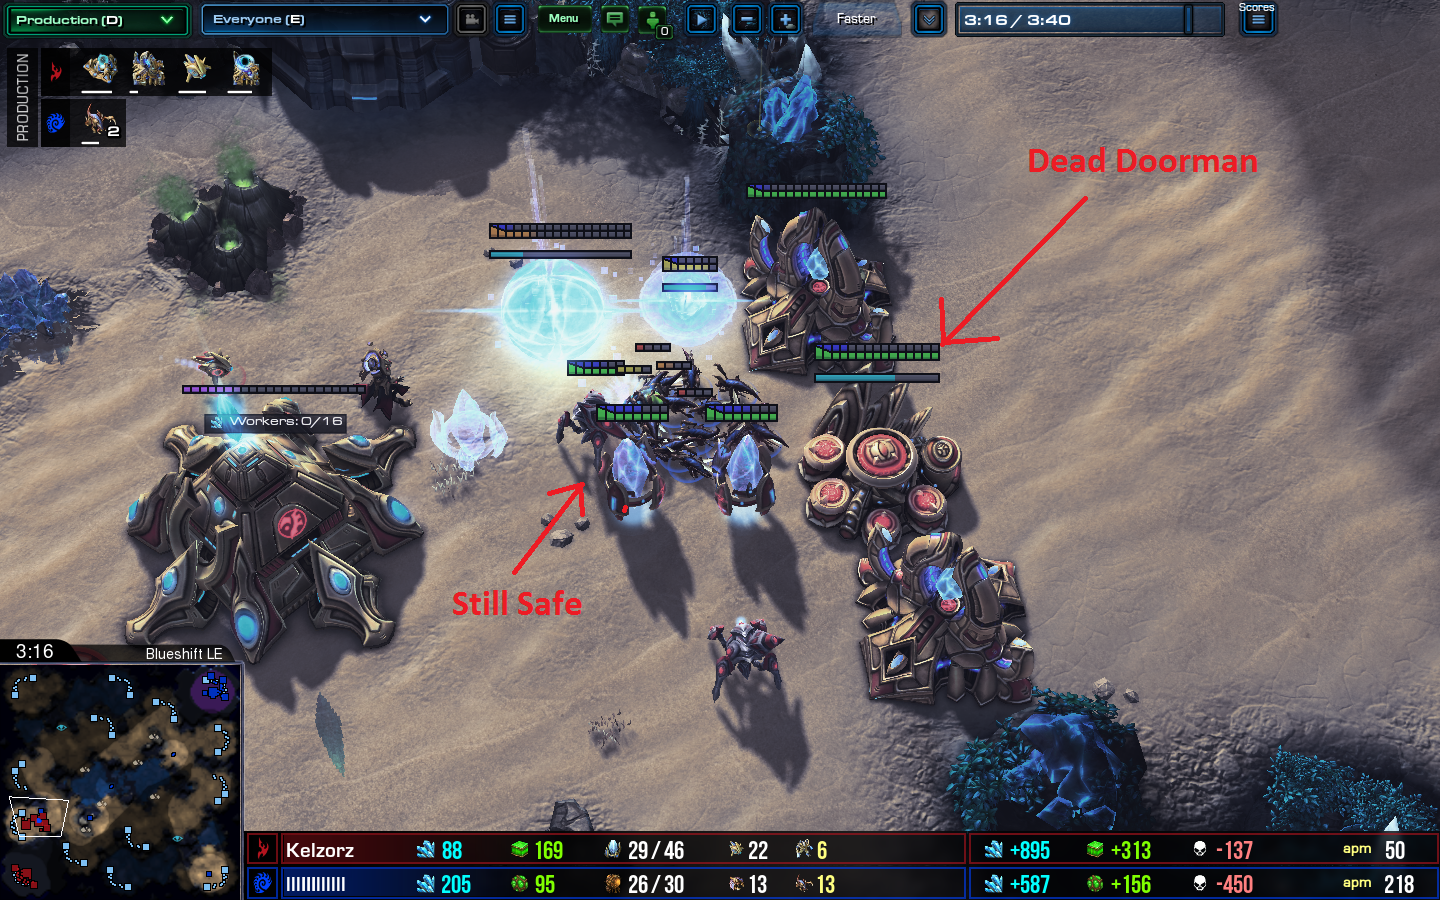 Production (D)
Everyone (E)
Menu
0
Faster
3:16 / 3:40
Scores
PRODUCTION
2
Dead Doorman
Workers: 0/16
Still Safe
3:16
Blueshift LE
Kelzorz
88
169
29 / 46
22
6
+895
+313
-137
apm
50
IIIIIIIIIIII
205
95
26 / 30
13
13
+587
+156
-450
apm
218